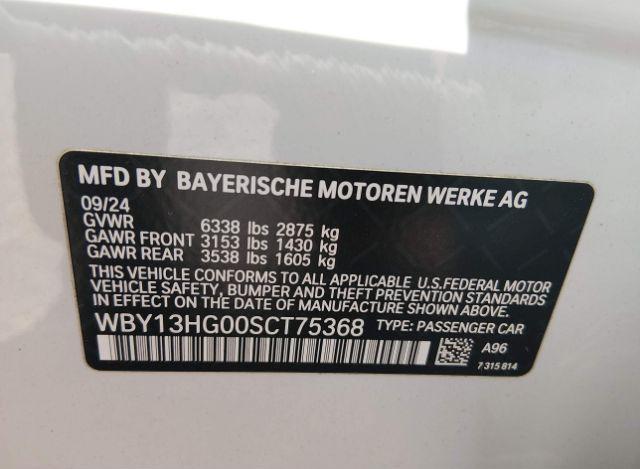 MFD BY BAYERISCHE MOTOREN WERKE AG
09/24
GVWR 6338 lbs 2875 kg
GAWR FRONT 3153 lbs 1430 kg
GAWR REAR 3538 lbs 1605 kg
THIS VEHICLE CONFORMS TO ALL APPLICABLE U.S.FEDERAL MOTOR
VEHICLE SAFETY, BUMPER, AND THEFT PREVENTION STANDARDS IN
EFFECT ON THE DATE OF MANUFACTURE SHOWN ABOVE.
WBY13HG00SCT75368 TYPE: PASSENGER CAR
A96
7 315 814